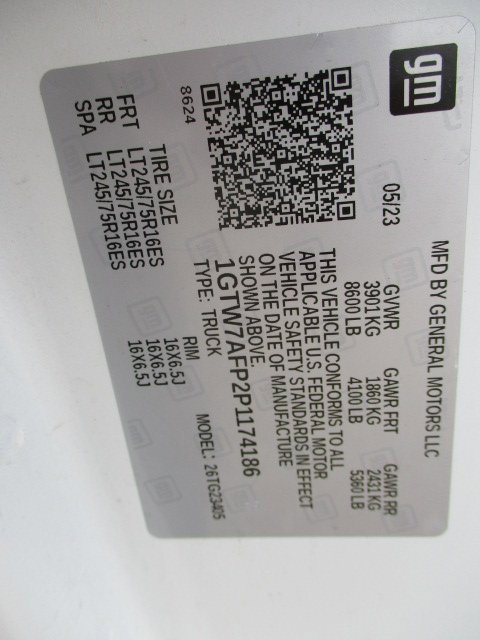 gm
MFD BY GENERAL MOTORS LLC
05/23
GVWR GAWR FRT GAWR RR
3901 KG 1860 KG 2431 KG
8600 LB 4100 LB 5360 LB
THIS VEHICLE CONFORMS TO ALL
APPLICABLE U.S. FEDERAL MOTOR
VEHICLE SAFETY STANDARDS IN EFFECT
ON THE DATE OF MANUFACTURE
SHOWN ABOVE.
1GTW7AFP2P1174186
TYPE: TRUCK MODEL: 26TG23405
8624
TIRE SIZE RIM
FRT LT245/75R16ES 16X6.5J
RR LT245/75R16ES 16X6.5J
SPA LT245/75R16ES 16X6.5J